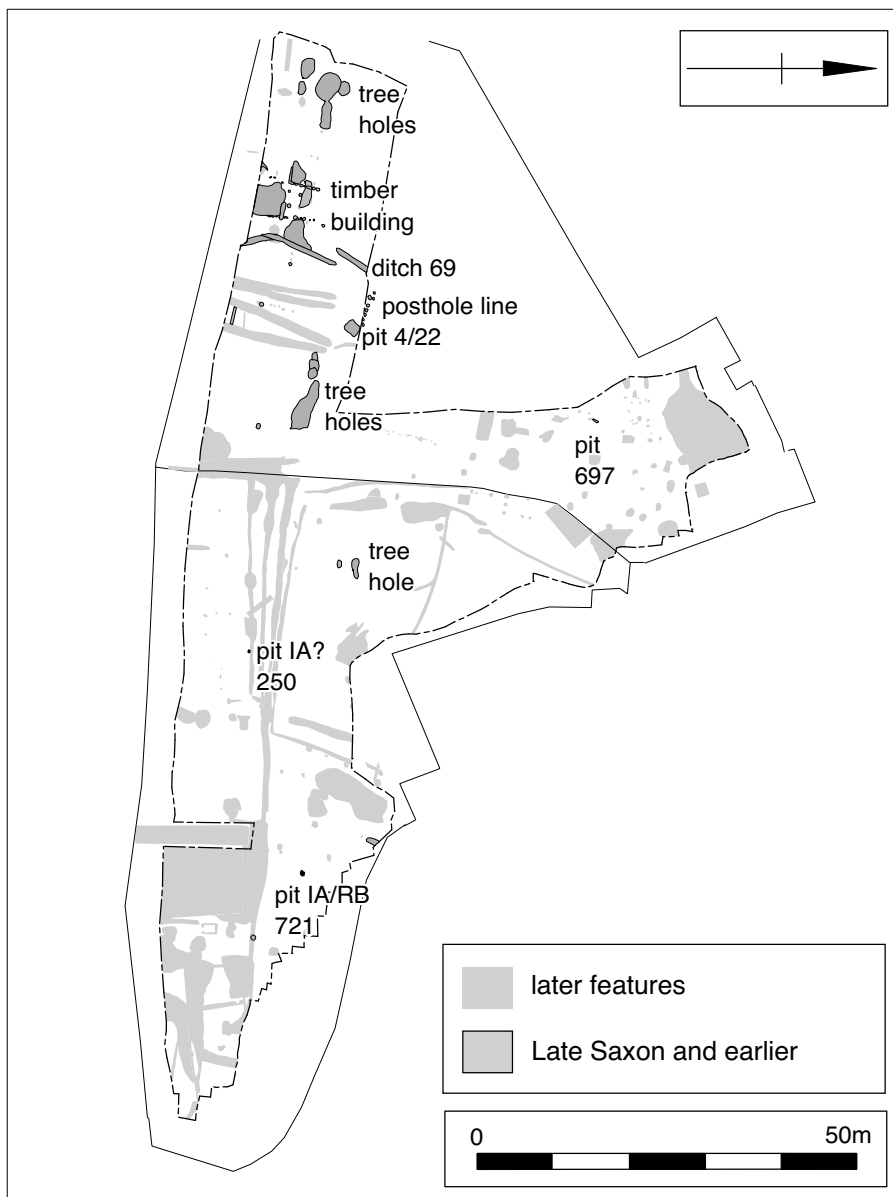 tree
holes
timber
building
ditch 69
posthole line
pit 4/22
tree
holes
pit
697
tree
hole
pit IA?
250
pit IA/RB
721
later features
Late Saxon and earlier
0 50m